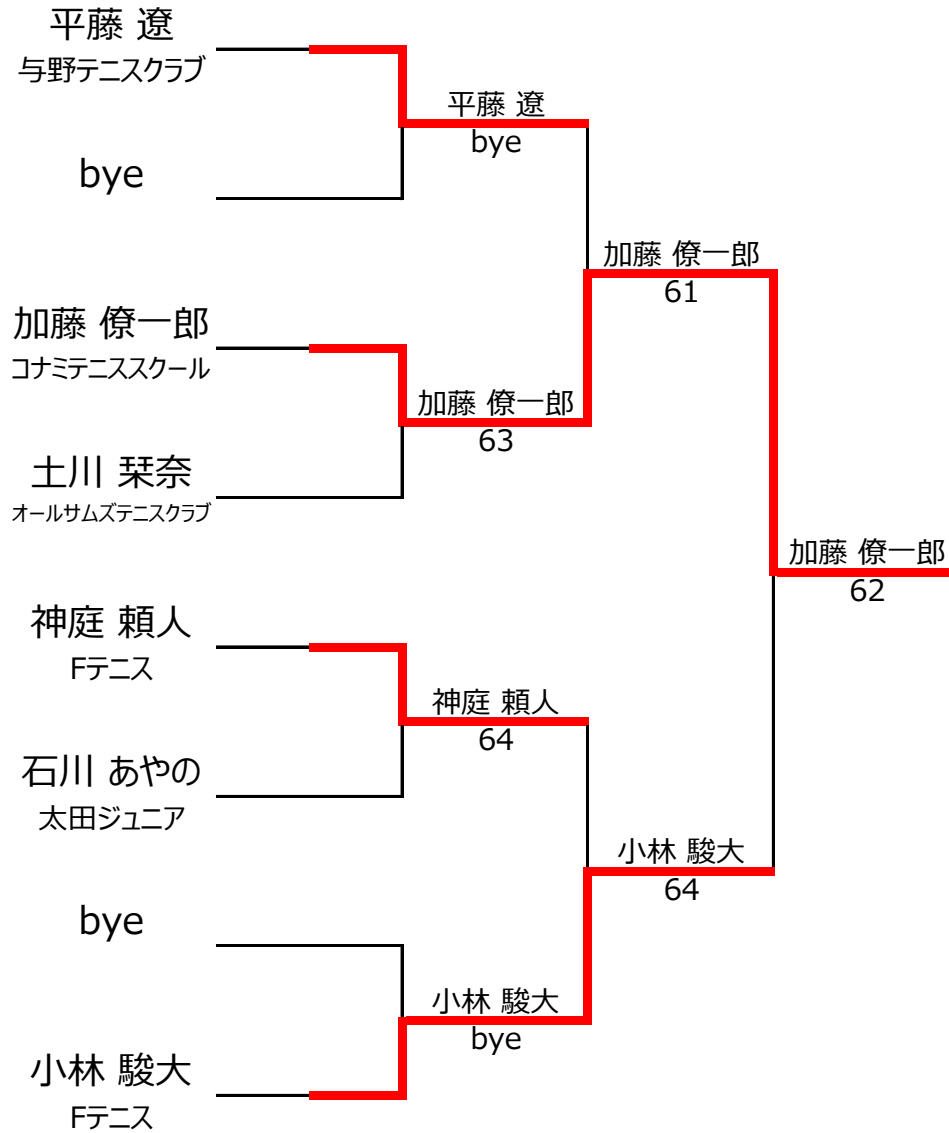 平藤 遼
与野テニスクラブ
bye
加藤 僚一郎
コナミテニススクール
土川 栞奈
オールサムズテニスクラブ
神庭 頼人
Fテニス
石川 あやの
太田ジュニア
bye
小林 駿大
Fテニス
平藤 遼
bye
加藤 僚一郎
63
神庭 頼人
64
小林 駿大
bye
加藤 僚一郎
61
小林 駿大
64
加藤 僚一郎
62